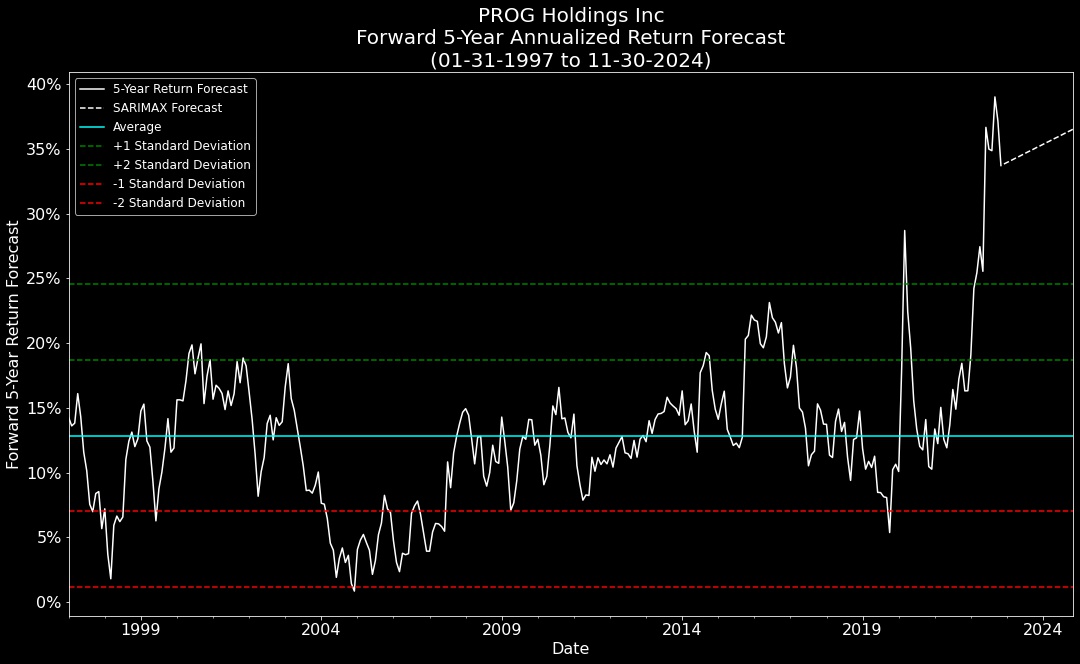 PROG Holdings Inc
Forward 5-Year Annualized Return Forecast
(01-31-1997 to 11-30-2024)
5-Year Return Forecast
SARIMAX Forecast
Average
+1 Standard Deviation
+2 Standard Deviation
-1 Standard Deviation
-2 Standard Deviation
Forward 5-Year Return Forecast
40%
35%
30%
25%
20%
15%
10%
5%
0%
1999
2004
2009
2014
2019
2024
Date